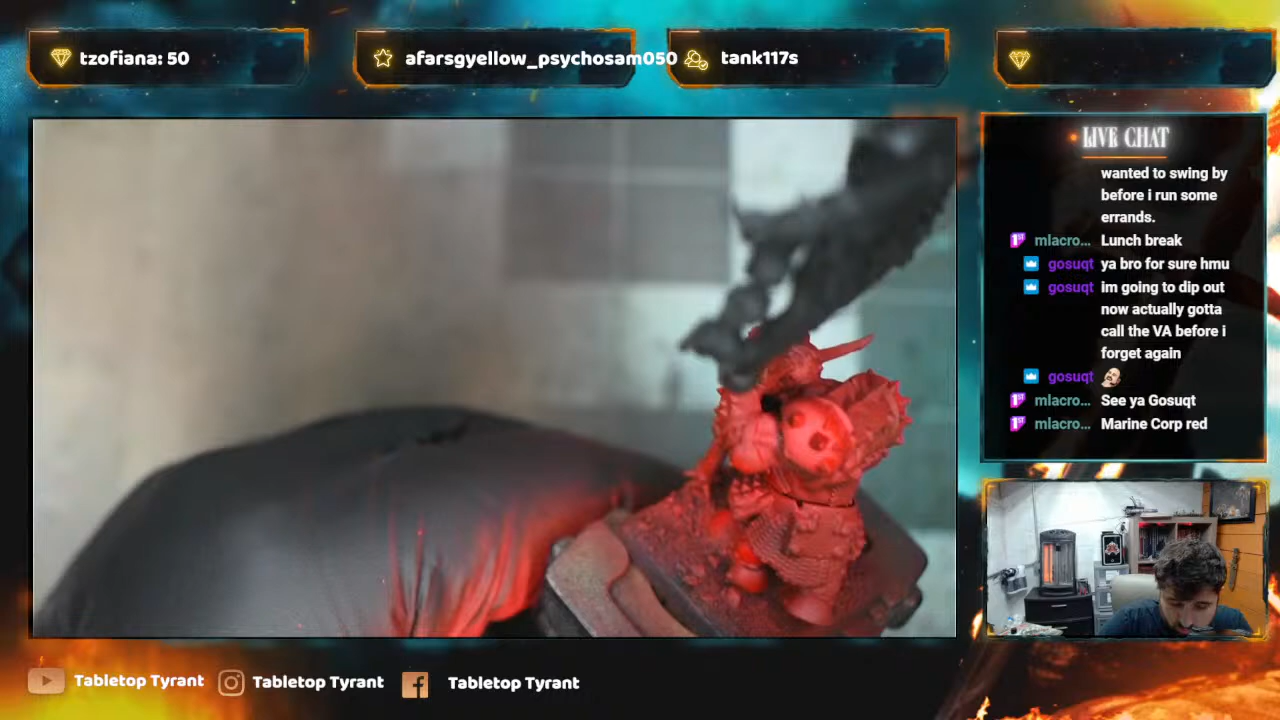 tzofiana: 50
afarsgyellow_psychosam050
tank117s
LIVE CHAT
wanted to swing by
before i run some
errands.
mlacro... Lunch break
gosuqt ya bro for sure hmu
gosuqt im going to dip out
now actually gotta
call the VA before i
forget again
gosuqt
mlacro... See ya Gosuqt
mlacro... Marine Corp red
Tabletop Tyrant
Tabletop Tyrant
Tabletop Tyrant